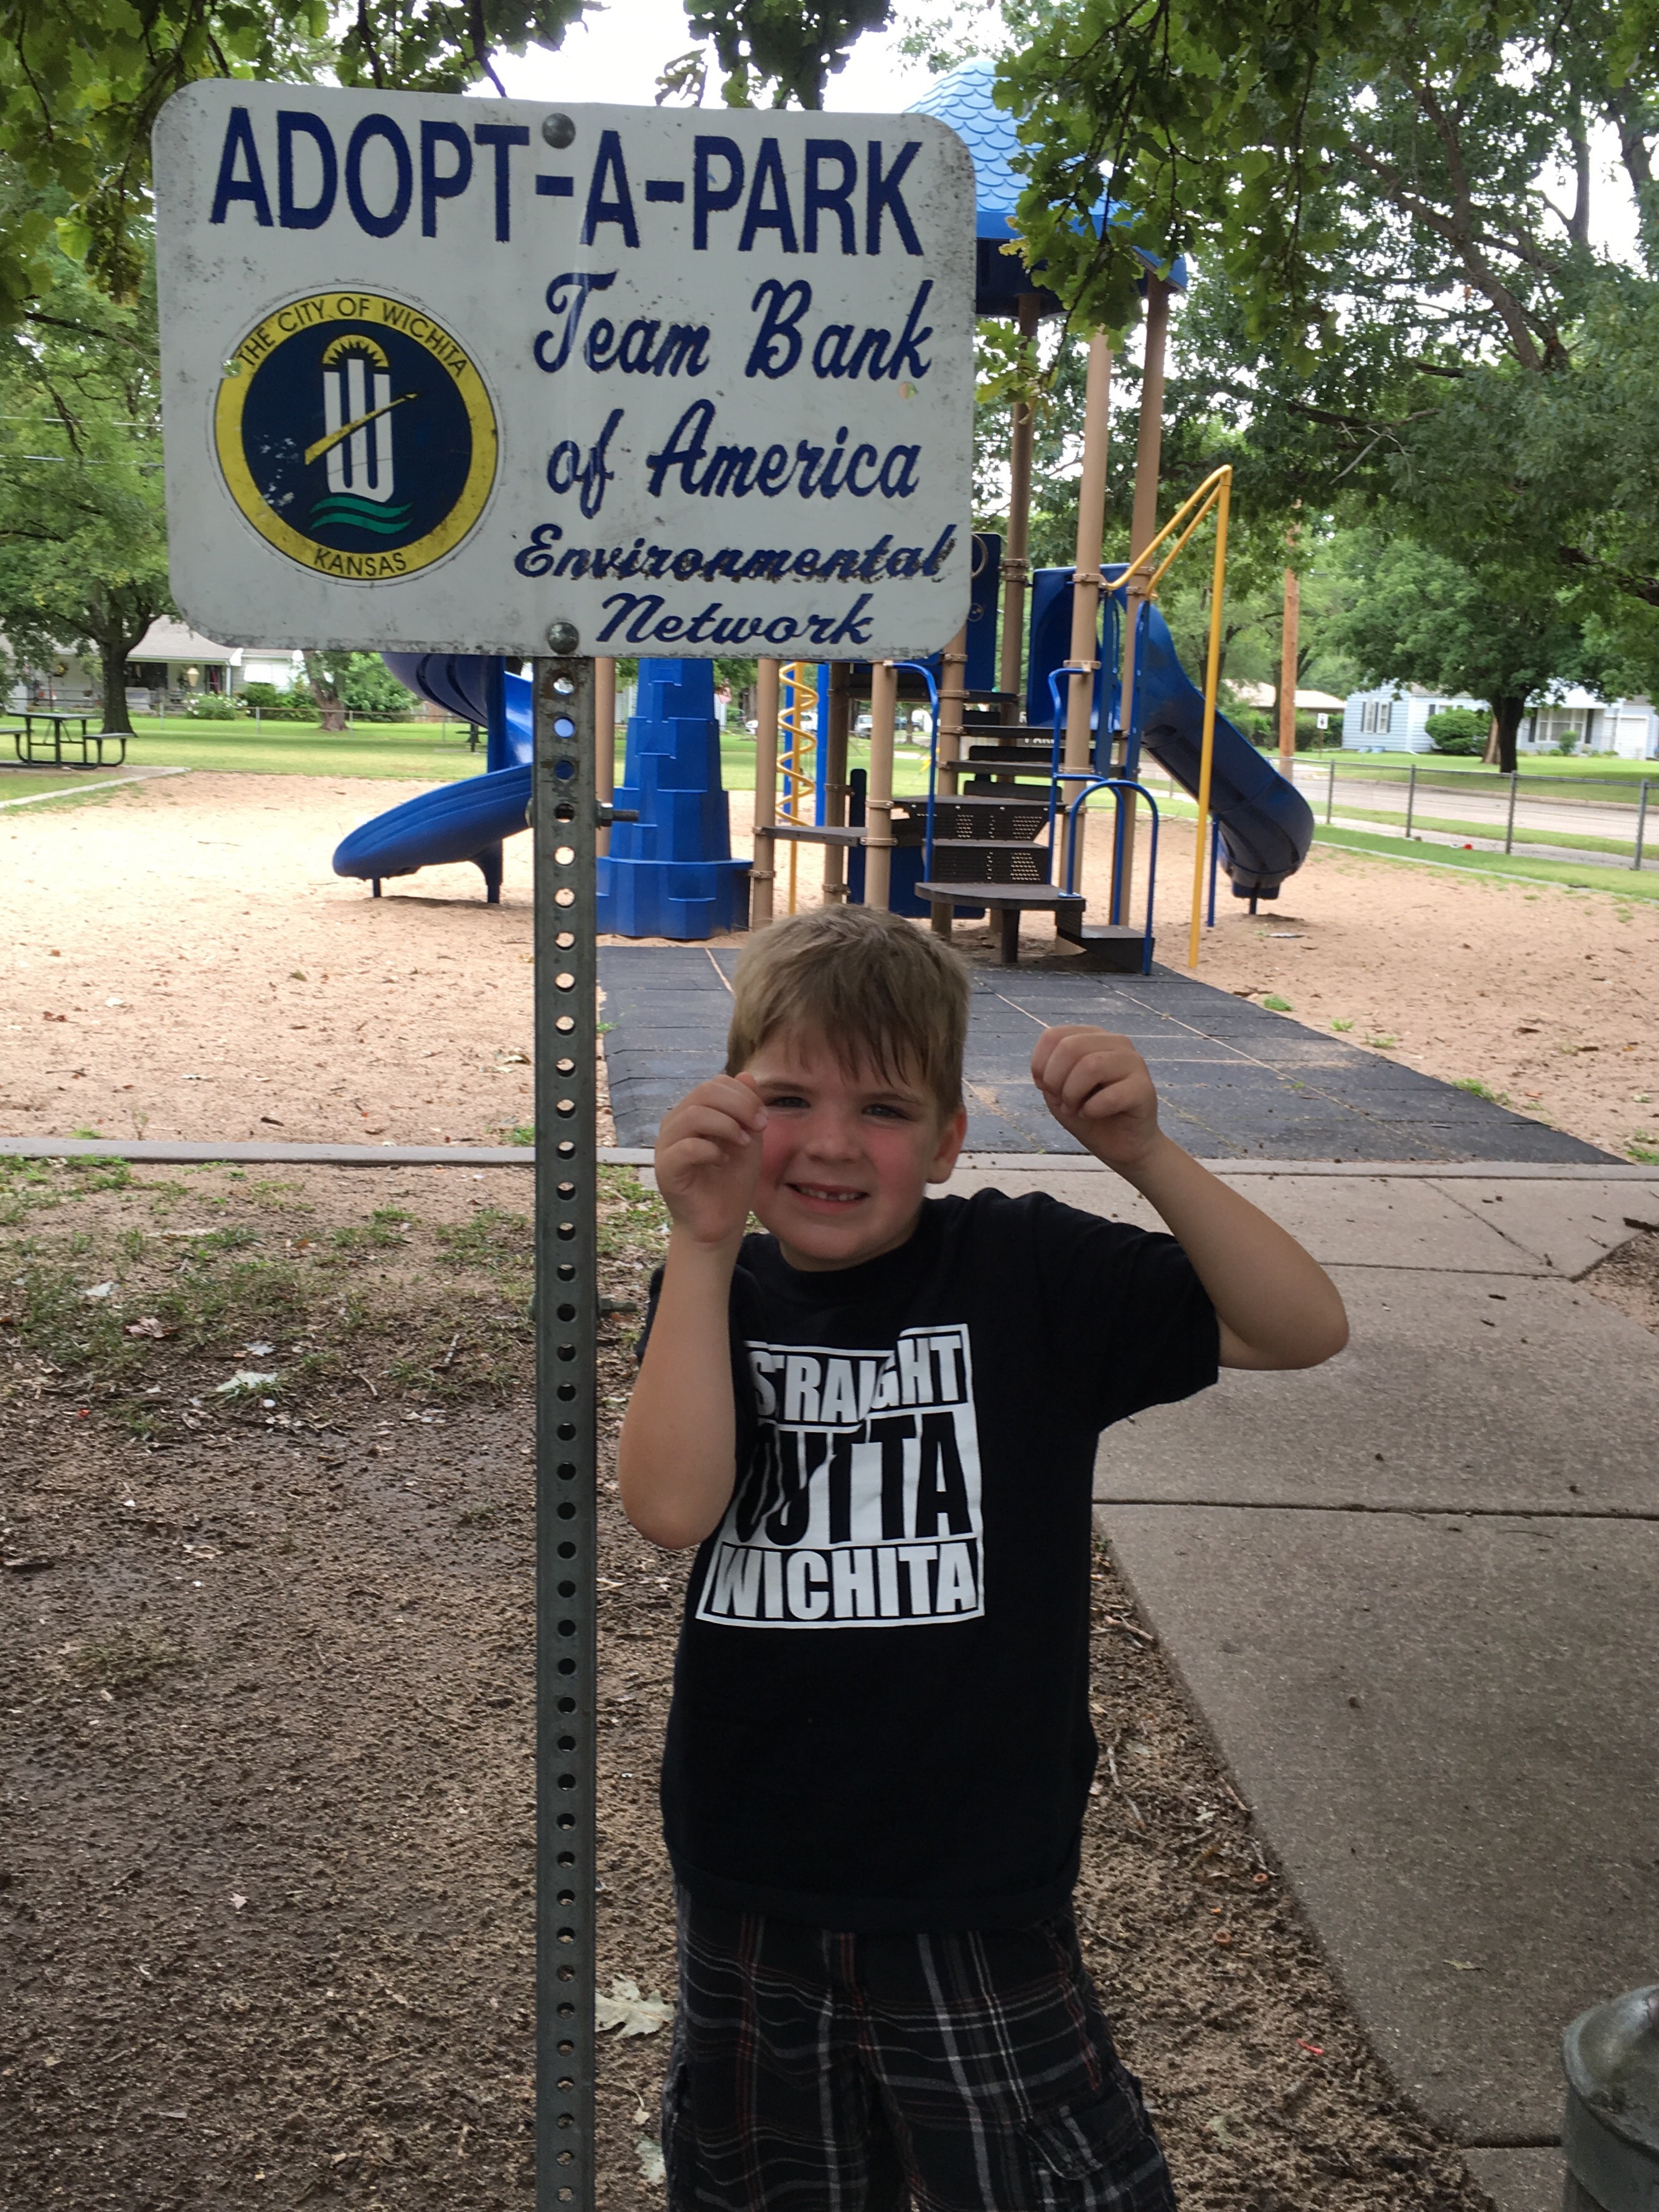 ADOPT-A-PARK
THE CITY OF WICHITA
KANSAS
Team Bank
of America
Environmental
Network
STRAIGHT
OUTTA
WICHITA